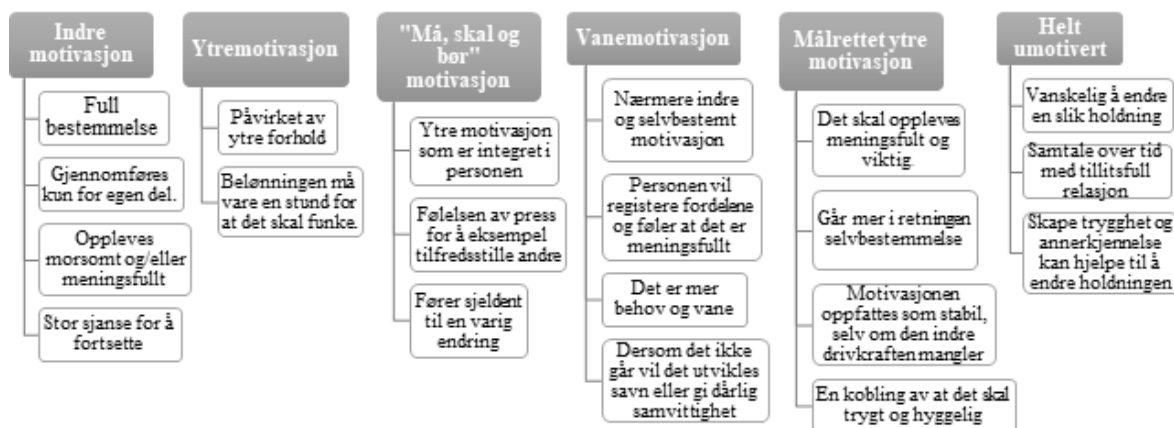 Indre
motivasjon
Full
bestemmelse
Gjennomføres
kun for egen del.
Oppleves
morsomt og/eller
meningsfullt
Stor sjanse for å
fortsette
Ytremotivasjon
Påvirket av
ytre forhold
Belønningen må
vare en stund for
at det skal funke.
"Må, skal og
bør"
motivasjon
Ytre motivasjon
som er integret i
personen
Følelsen av press
for å eksempel
tilfredsstille andre
Fører sjeldent
til en varig
endring
Vanemotivasjon
Nærmere indre
og selvbestemt
motivasjon
Personen vil
registere fordelene
og føler at det er
meningsfullt
Det er mer
behov og vane
Dersom det ikke
går vil det utvikles
savn eller gi dårlig
samvittighet
Målrettet ytre
motivasjon
Det skal oppleves
meningsfult og
viktig.
Går mer i retningen
selvbestemmelse
Motivasjonen
oppfattes som stabil,
selv om den indre
drivkraften mangler
En kobling av at det skal
trygt og hyggelig
Helt
umotivert
Vanskelig å endre
en slik holdning
Samtale over tid
med tillitsfull
relasjon
Skape trygghet og
annerkjennelse
kan hjelpe til å
endre holdningen